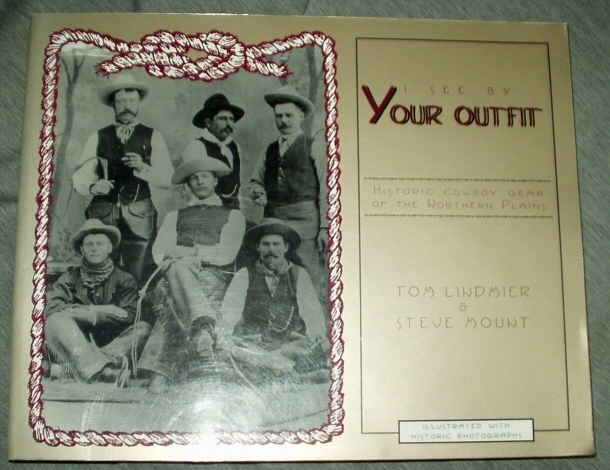 I SEE BY
YOUR OUTFIT
HISTORIC COWBOY GEAR
OF THE NORTHERN PLAINS
TOM LINDMIER
&
STEVE MOUNT
ILLUSTRATED WITH
HISTORIC PHOTOGRAPHS